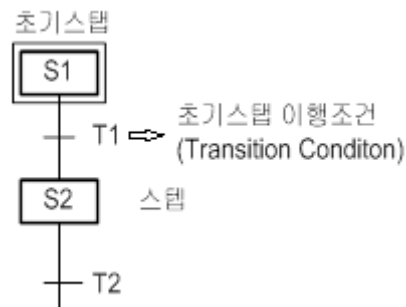 초기스탭
S1
T1
초기스탭 이행조건
(Transition Conditon)
S2
스텝
T2